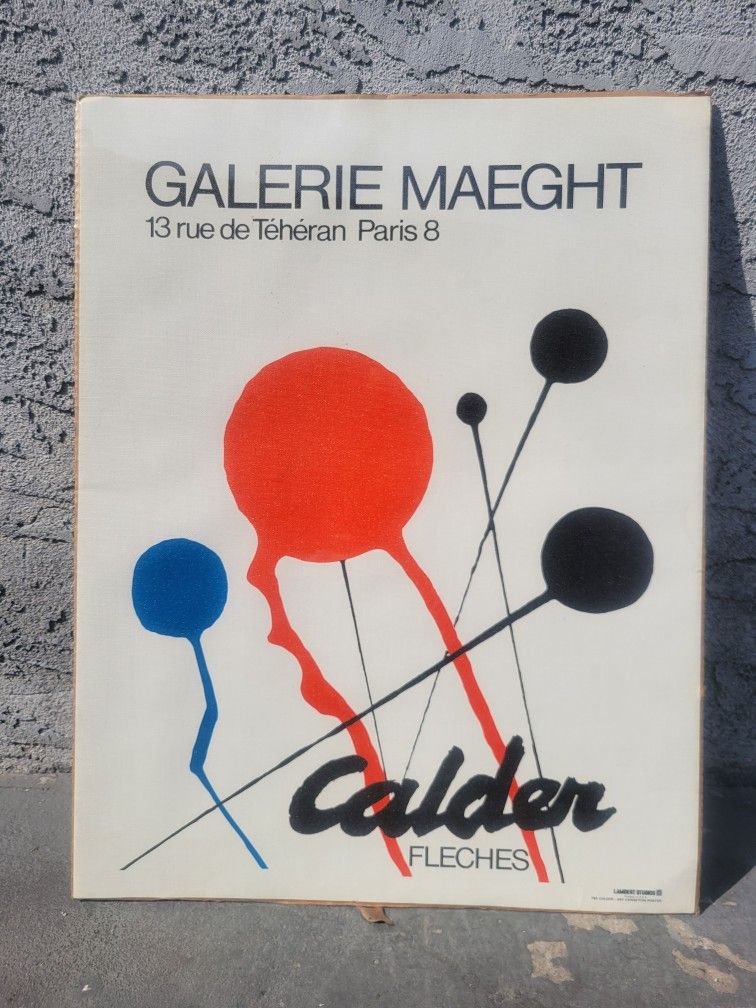 GALERIE MAEGHT
13 rue de Téhéran Paris 8
Calder
FLECHES
LAMBERT STUDIOS